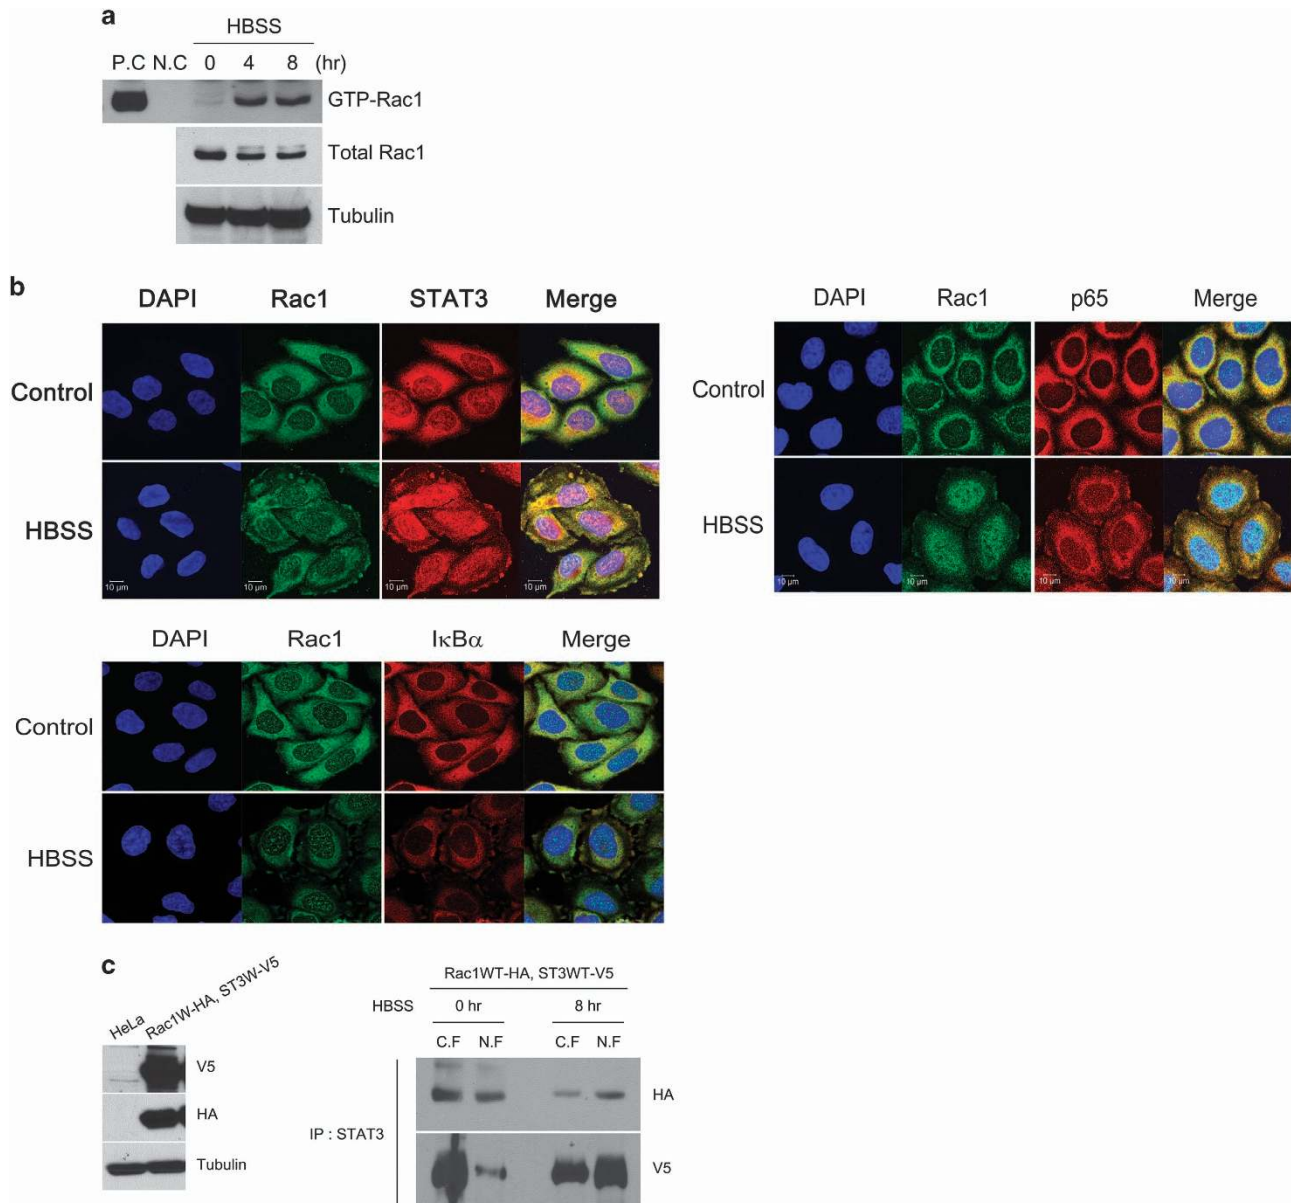 a
HBSS
P.C N.C 0 4 8 (hr)
GTP-Rac1
Total Rac1
Tubulin
b
DAPI Rac1 STAT3 Merge
Control
HBSS
10 µm 10 µm 10 µm
DAPI Rac1 p65 Merge
Control
HBSS
10 µm 10 µm 10 µm 10 µm
DAPI Rac1 IκBα Merge
Control
HBSS
c
HeLa
Rac1W-HA, ST3W-V5
V5
HA
Tubulin
Rac1WT-HA, ST3WT-V5
HBSS 0 hr 8 hr
C.F N.F C.F N.F
HA
IP : STAT3
V5